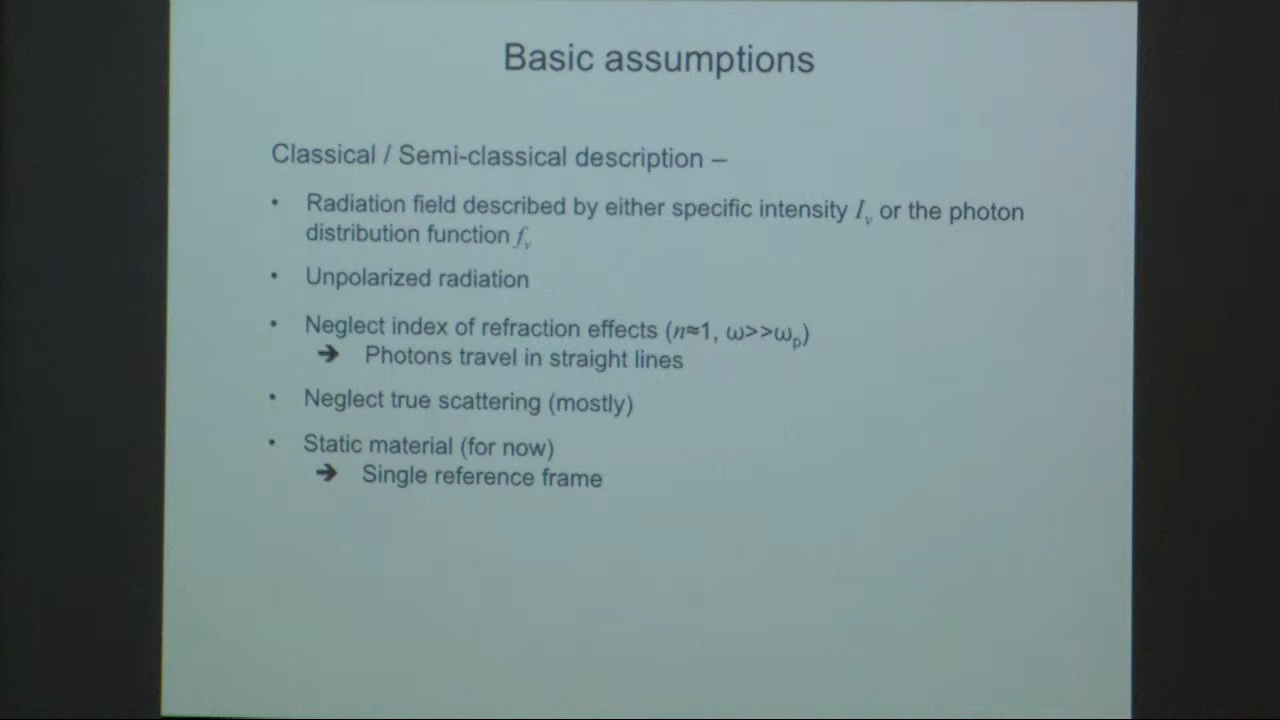 Basic assumptions
Classical / Semi-classical description –
• Radiation field described by either specific intensity Iν or the photon
distribution function fν
• Unpolarized radiation
• Neglect index of refraction effects (n≈1, ω>>ωp)
➔ Photons travel in straight lines
• Neglect true scattering (mostly)
• Static material (for now)
➔ Single reference frame